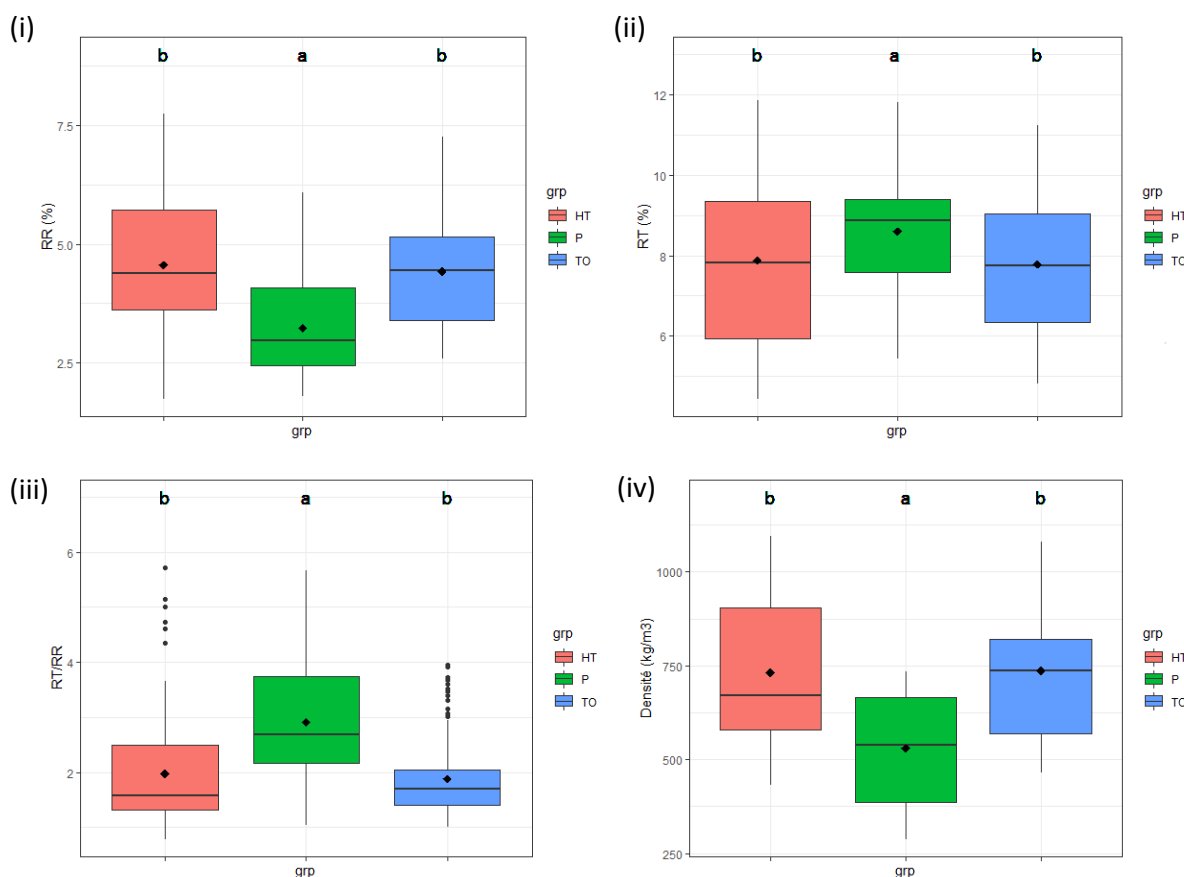 (i)
b a b
RR (%)
7.5
5.0
2.5
grp
grp
HT
P
TO
(ii)
b a b
RT (%)
12
10
8
6
grp
grp
HT
P
TO
(iii)
b a b
RT/RR
6
4
2
grp
grp
HT
P
TO
(iv)
b a b
Densité (kg/m3)
1000
750
500
250
grp
grp
HT
P
TO